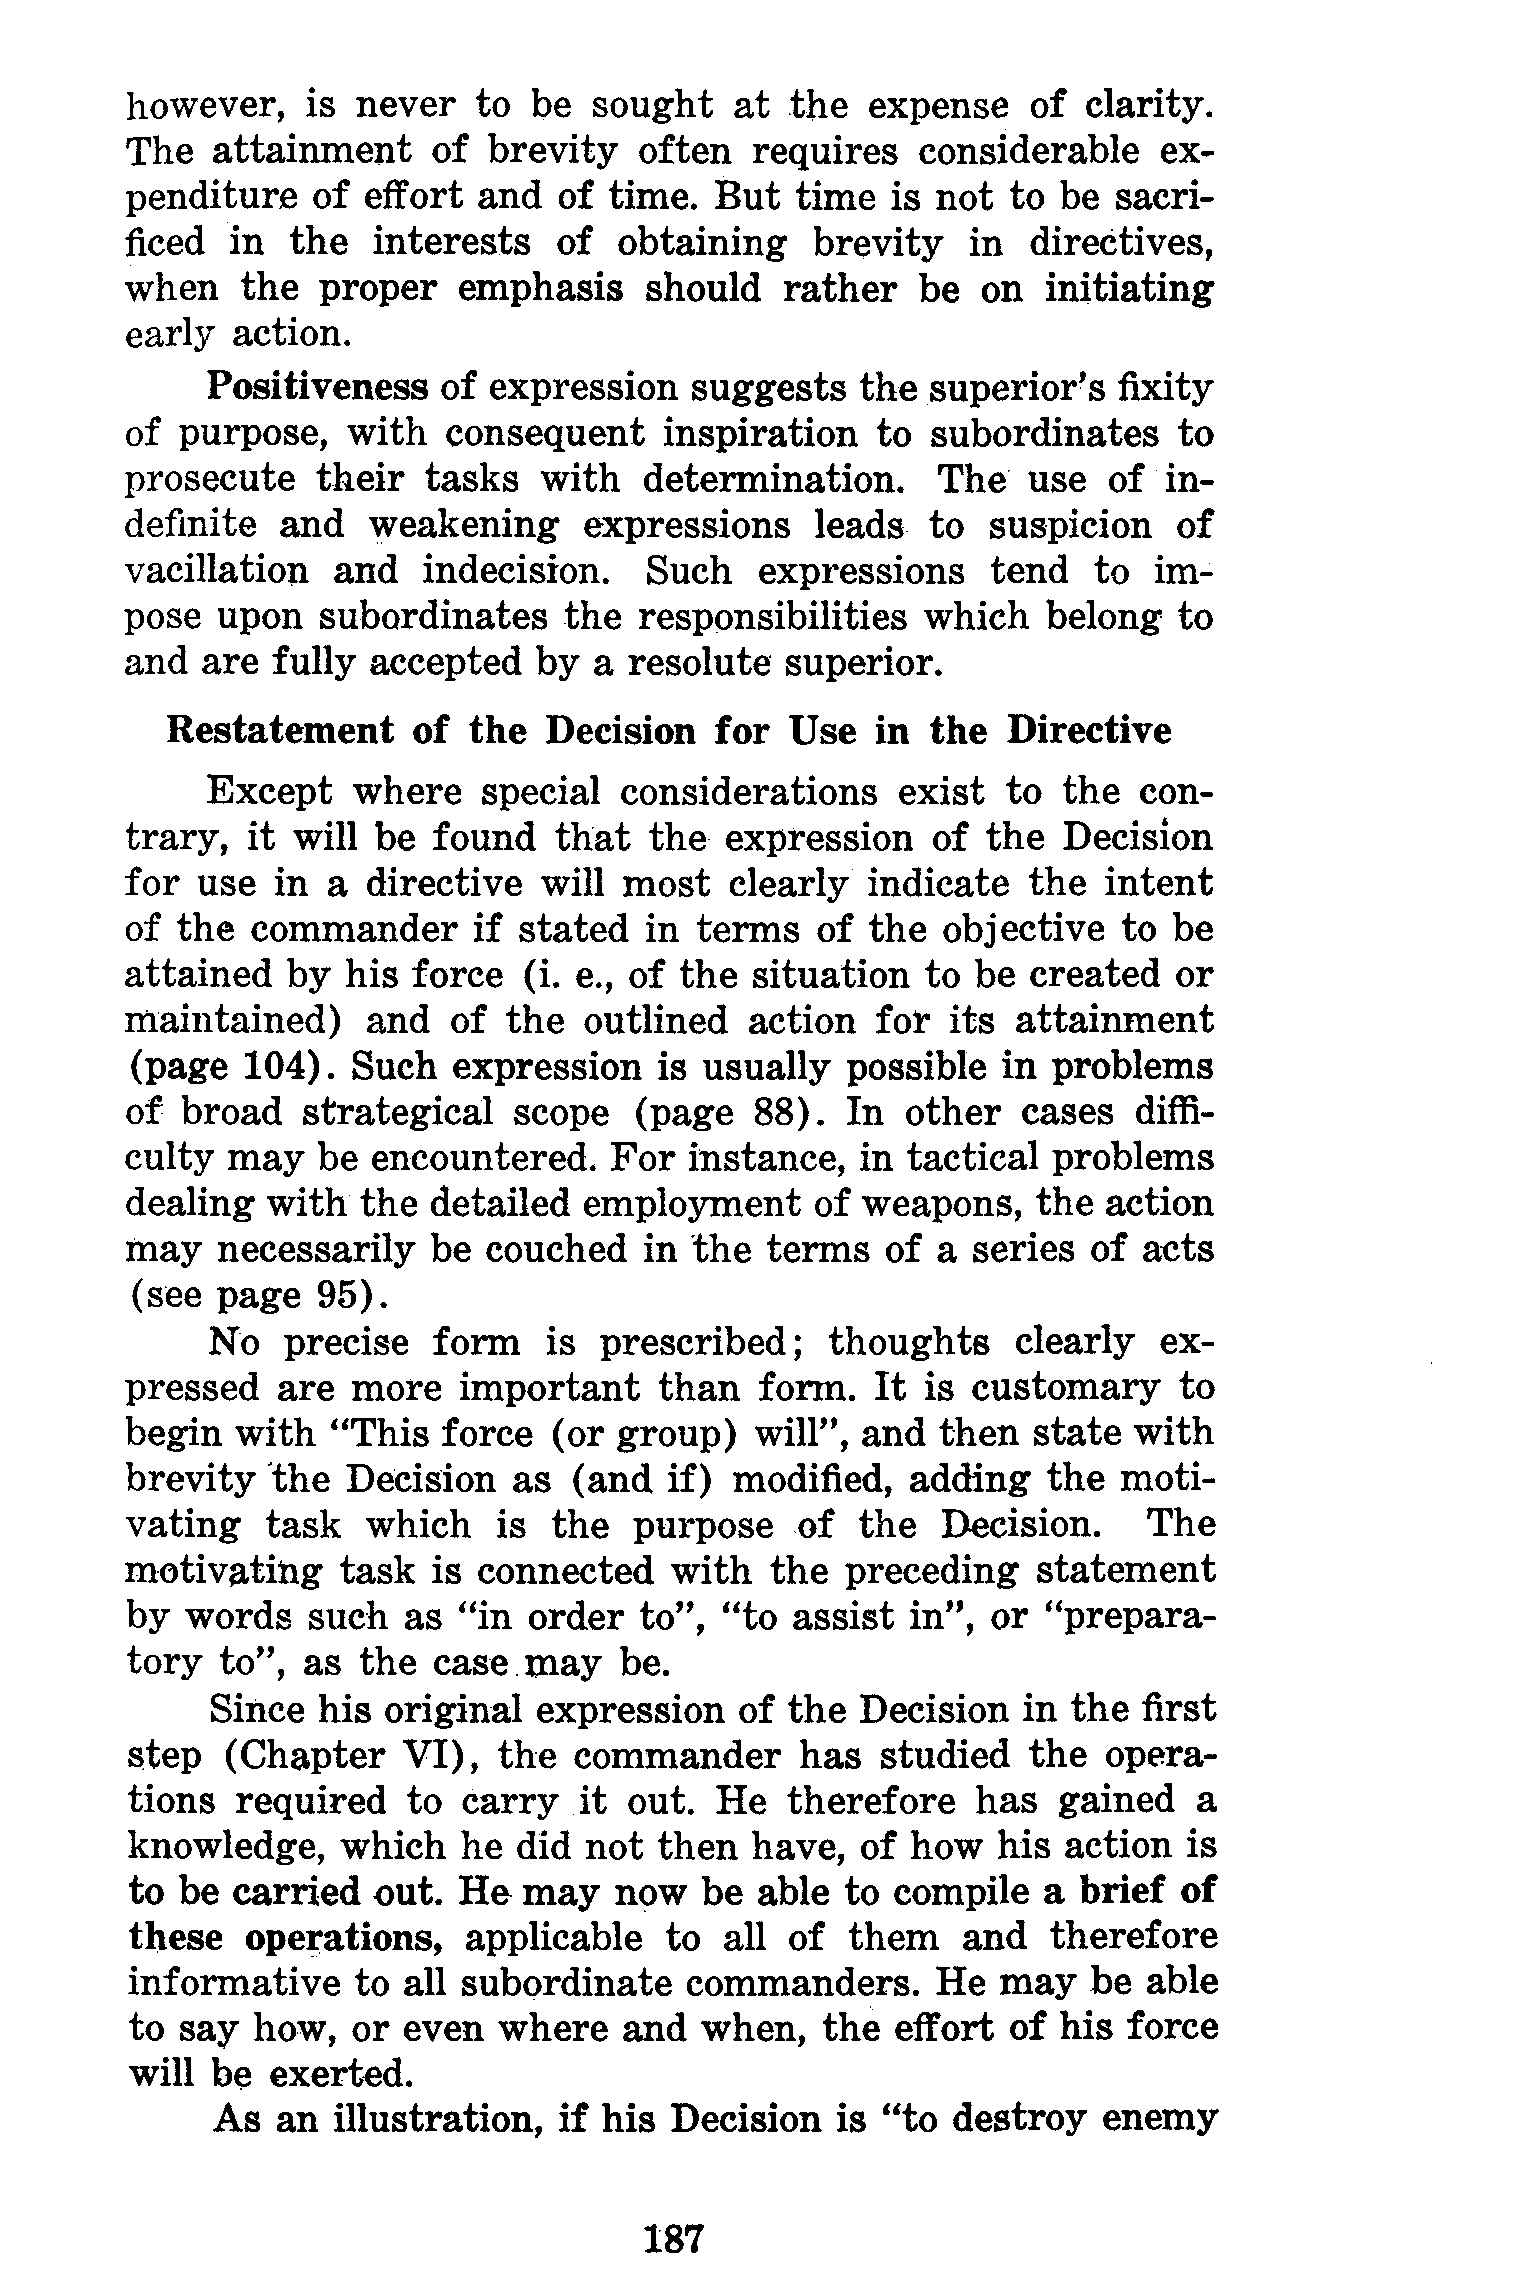 however, is never to be sought at the expense of clarity.
The attainment of brevity often requires considerable ex-
penditure of effort and of time. But time is not to be sacri-
ficed in the interests of obtaining brevity in directives,
when the proper emphasis should rather be on initiating
early action.
Positiveness of expression suggests the superior's fixity
of purpose, with consequent inspiration to subordinates to
prosecute their tasks with determination. The use of in-
definite and weakening expressions leads to suspicion of
vacillation and indecision. Such expressions tend to im-
pose upon subordinates the responsibilities which belong to
and are fully accepted by a resolute superior.
Restatement of the Decision for Use in the Directive
Except where special considerations exist to the con-
trary, it will be found that the expression of the Decision
for use in a directive will most clearly indicate the intent
of the commander if stated in terms of the objective to be
attained by his force (i. e., of the situation to be created or
maintained) and of the outlined action for its attainment
(page 104). Such expression is usually possible in problems
of broad strategical scope (page 88). In other cases diffi-
culty may be encountered. For instance, in tactical problems
dealing with the detailed employment of weapons, the action
may necessarily be couched in the terms of a series of acts
(see page 95).
No precise form is prescribed; thoughts clearly ex-
pressed are more important than form. It is customary to
begin with “This force (or group) will”, and then state with
brevity the Decision as (and if) modified, adding the moti-
vating task which is the purpose of the Decision. The
motivating task is connected with the preceding statement
by words such as “in order to”, “to assist in”, or “prepara-
tory to”, as the case may be.
Since his original expression of the Decision in the first
step (Chapter VI), the commander has studied the opera-
tions required to carry it out. He therefore has gained a
knowledge, which he did not then have, of how his action is
to be carried out. He may now be able to compile a brief of
these operations, applicable to all of them and therefore
informative to all subordinate commanders. He may be able
to say how, or even where and when, the effort of his force
will be exerted.
As an illustration, if his Decision is “to destroy enemy
187